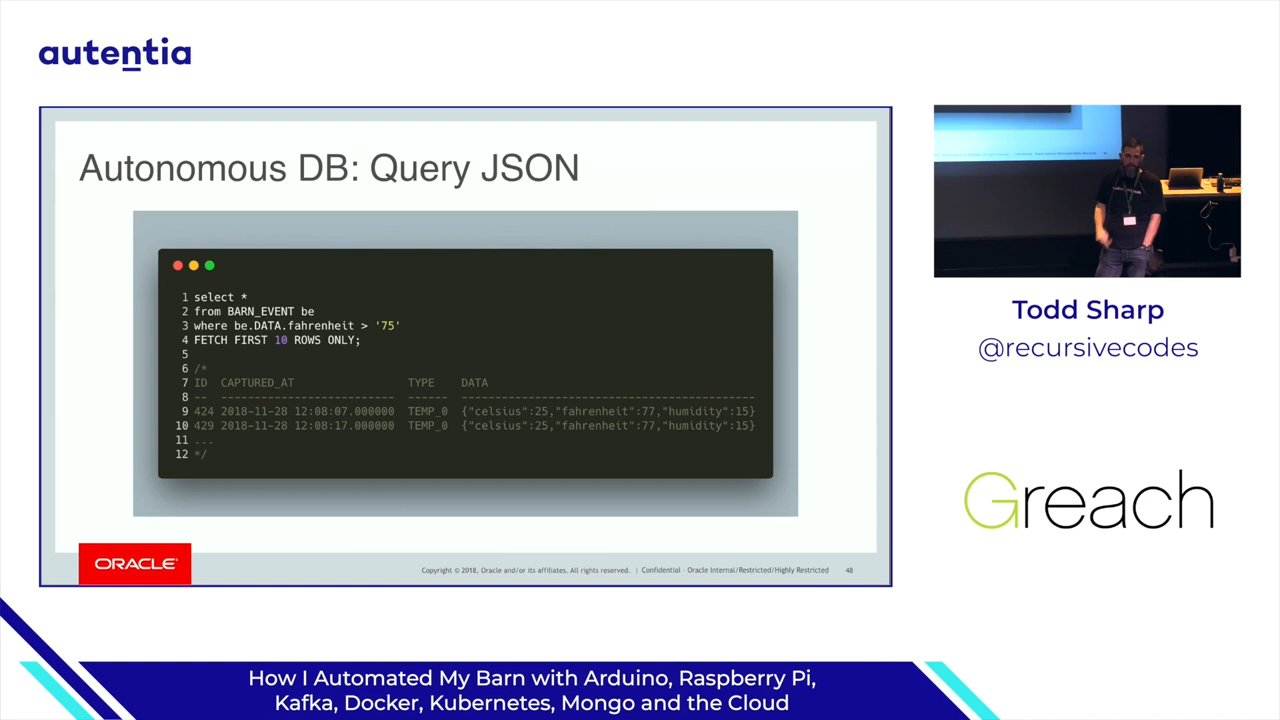 autentia
Autonomous DB: Query JSON
1 select *
2 from BARN_EVENT be
3 where be.DATA.fahrenheit > '75'
4 FETCH FIRST 10 ROWS ONLY;
5
6 /*
7 ID CAPTURED_AT TYPE DATA
8 -- -------------------------- ------ --------------------------------------------
9 424 2018-11-28 12:08:07.000000 TEMP_0 {"celsius":25,"fahrenheit":77,"humidity":15}
10 429 2018-11-28 12:08:17.000000 TEMP_0 {"celsius":25,"fahrenheit":77,"humidity":15}
11 ...
12 */
ORACLE®
Copyright © 2018, Oracle and/or its affiliates. All rights reserved. | Confidential - Oracle Internal/Restricted/Highly Restricted 48
Todd Sharp
@recursivecodes
Greach
How I Automated My Barn with Arduino, Raspberry Pi,
Kafka, Docker, Kubernetes, Mongo and the Cloud